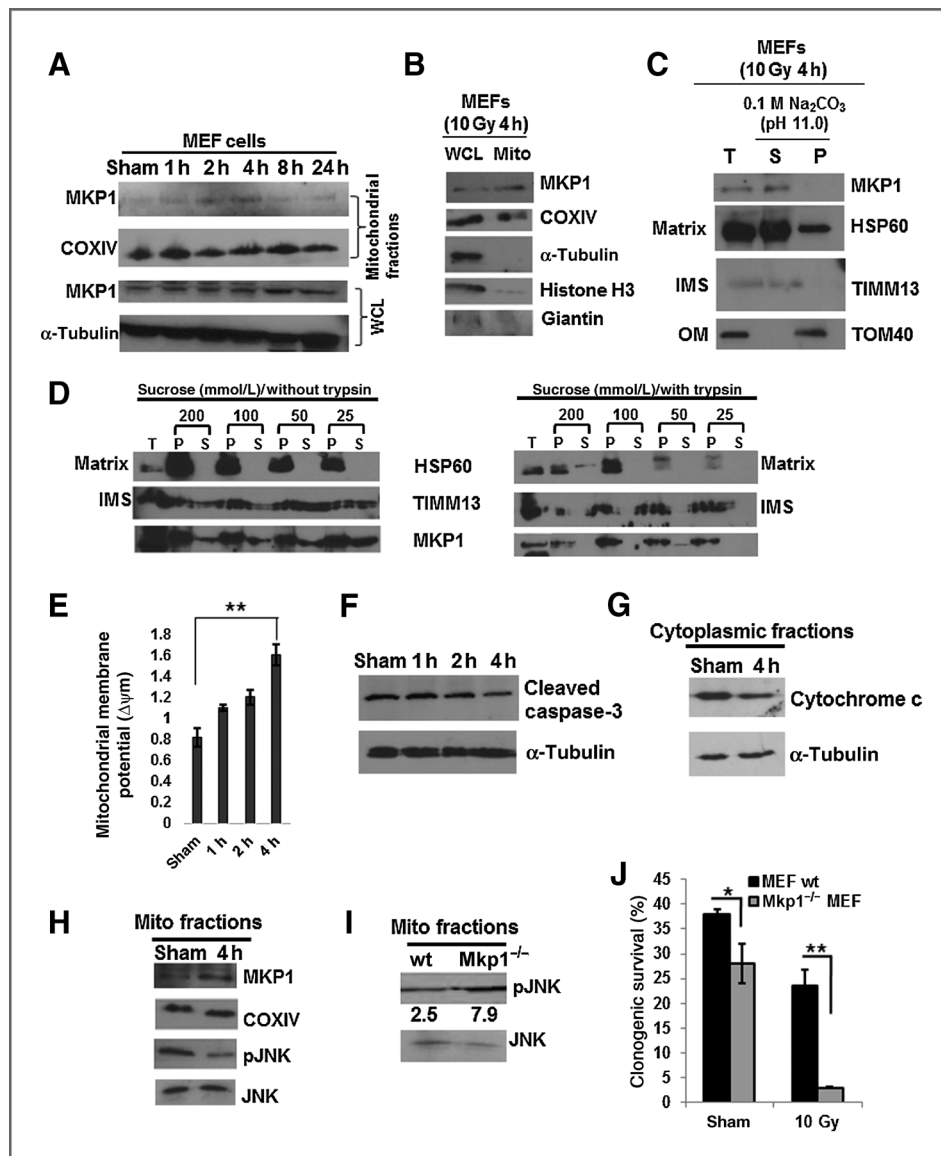 A
MEF cells
Sham 1 h 2 h 4 h 8 h 24 h
MKP1
COXIV
Mitochondrial fractions
MKP1
α-Tubulin
WCL
B
MEFs
(10 Gy 4 h)
WCL Mito
MKP1
COXIV
α-Tubulin
Histone H3
Giantin
C
MEFs
(10 Gy 4 h)
0.1 M Na₂CO₃
(pH 11.0)
T S P
MKP1
Matrix HSP60
IMS TIMM13
OM TOM40
D
Sucrose (mmol/L)/without trypsin
200 100 50 25
T P S P S P S P S
Matrix HSP60
IMS TIMM13
MKP1
Sucrose (mmol/L)/with trypsin
200 100 50 25
T P S P S P S P S
Matrix
IMS
E
Mitochondrial membrane
potential (Δψm)
**
1.8
1.6
1.4
1.2
1
0.8
0.6
0.4
0.2
0
Sham 1 h 2 h 4 h
F
Sham 1 h 2 h 4 h
Cleaved
caspase-3
α-Tubulin
G
Cytoplasmic fractions
Sham 4 h
Cytochrome c
α-Tubulin
H
Mito fractions
Sham 4 h
MKP1
COXIV
pJNK
JNK
I
Mito fractions
wt Mkp1⁻/⁻
pJNK
2.5 7.9
JNK
J
Clonogenic survival (%)
45
40
35
30
25
20
15
10
5
0
MEF wt
Mkp1⁻/⁻ MEF
*
**
Sham 10 Gy